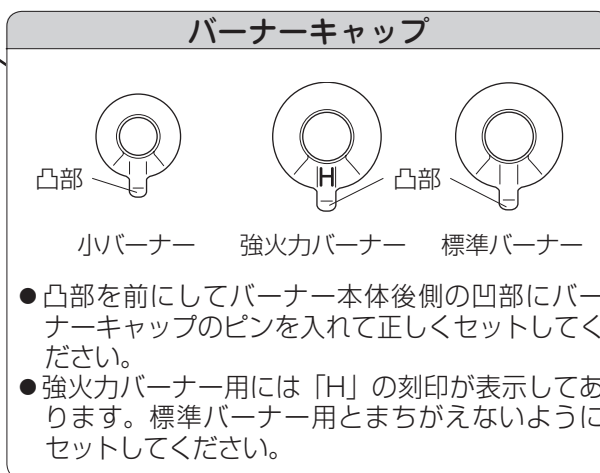 バーナーキャップ
H
凸部
凸部
小バーナー
強火力バーナー
標準バーナー
●凸部を前にしてバーナー本体後側の凹部にバー
ナーキャップのピンを入れて正しくセットしてく
ださい。
●強火力バーナー用には「H」の刻印が表示してあ
ります。標準バーナー用とまちがえないように
セットしてください。